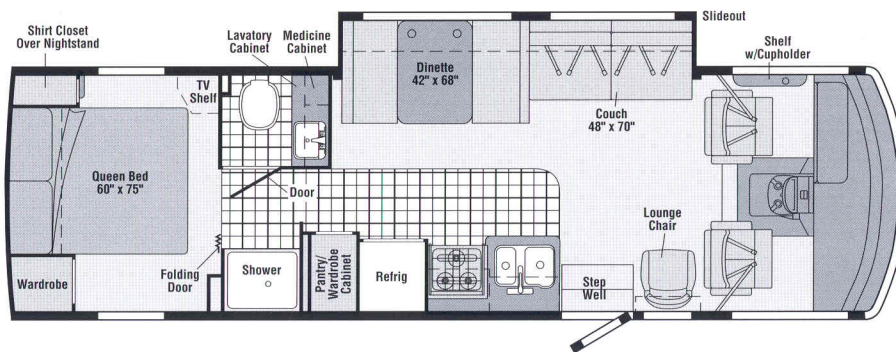 Shirt Closet
Over Nightstand
Lavatory
Cabinet
Medicine
Cabinet
Slideout
Shelf
w/Cupholder
TV
Shelf
Dinette
42" x 68"
Couch
48" x 70"
Queen Bed
60" x 75"
Door
Lounge
Chair
Wardrobe
Folding
Door
Shower
Pantry/
Wardrobe
Cabinet
Refrig
Step
Well